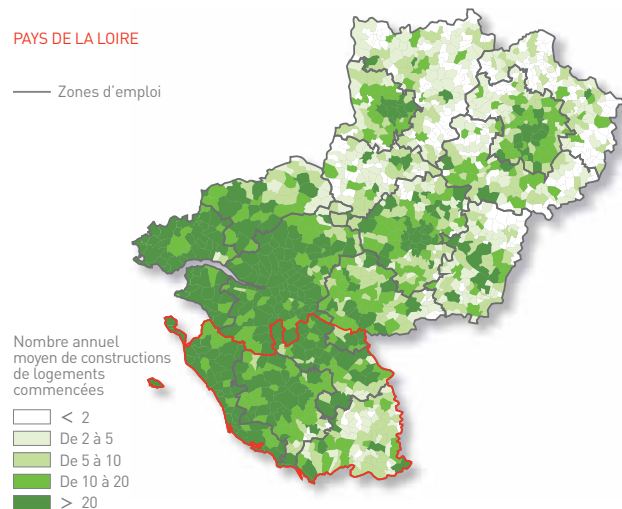 PAYS DE LA LOIRE
Zones d'emploi
Nombre annuel
moyen de constructions
de logements
commencées
< 2
De 2 à 5
De 5 à 10
De 10 à 20
> 20